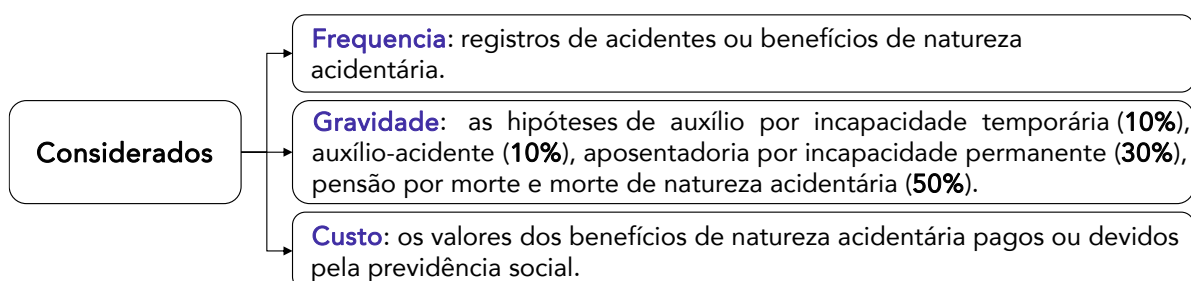 Frequencia: registros de acidentes ou benefícios de natureza
acidentária.
Considerados
Gravidade: as hipóteses de auxílio por incapacidade temporária (10%),
auxílio-acidente (10%), aposentadoria por incapacidade permanente (30%),
pensão por morte e morte de natureza acidentária (50%).
Custo: os valores dos benefícios de natureza acidentária pagos ou devidos
pela previdência social.